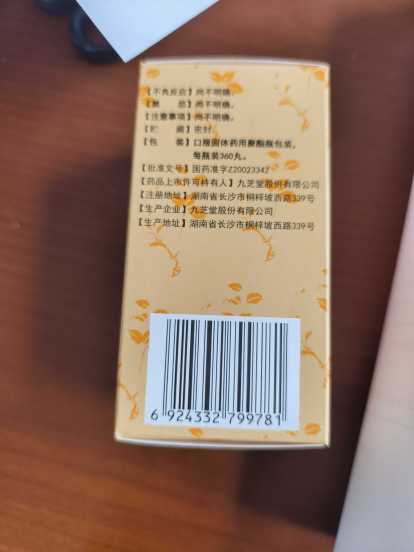 【不良反应】尚不明确。
【禁　　忌】尚不明确。
【注意事项】尚不明确。
【贮　　藏】密封。
【包　　装】口服固体药用聚酯瓶包装，
每瓶装360丸。
【批准文号】国药准字Z20023342
【药品上市许可持有人】九芝堂股份有限公司
【注册地址】湖南省长沙市桐梓坡西路339号
【生产企业】九芝堂股份有限公司
【生产地址】湖南省长沙市桐梓坡西路339号
6 924332 799781